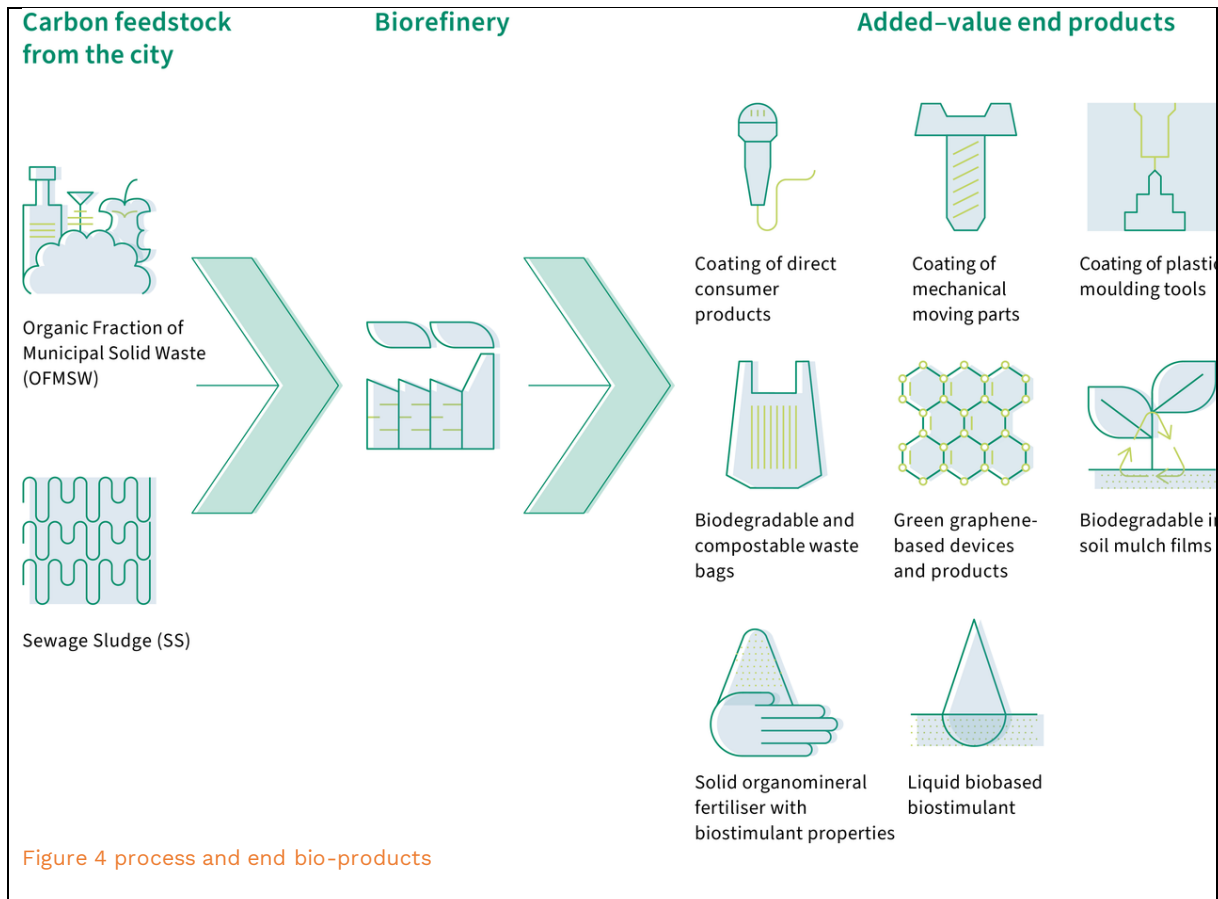 Carbon feedstock
from the city
Biorefinery
Added–value end products
Organic Fraction of
Municipal Solid Waste
(OFMSW)
Sewage Sludge (SS)
Coating of direct
consumer
products
Coating of
mechanical
moving parts
Coating of plastic
moulding tools
Biodegradable and
compostable waste
bags
Green graphene-
based devices
and products
Biodegradable in
soil mulch films
Solid organomineral
fertiliser with
biostimulant properties
Liquid biobased
biostimulant
Figure 4 process and end bio-products